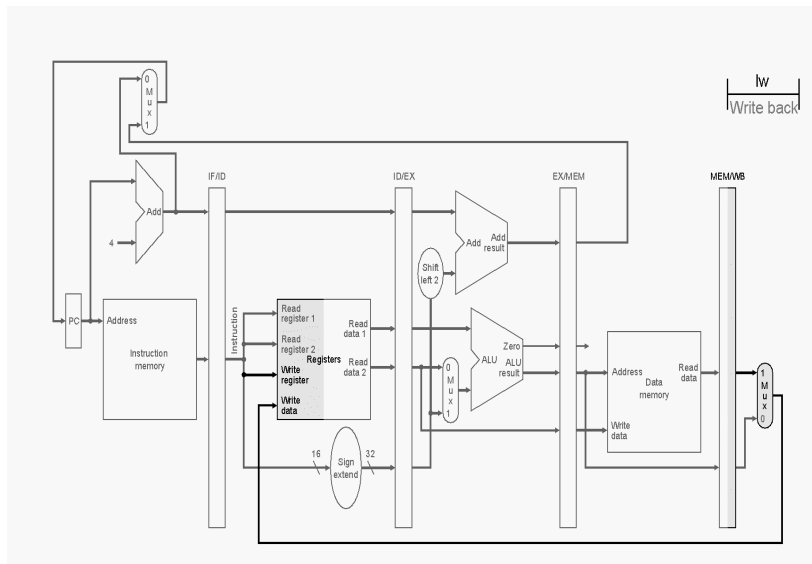 lw
Write back
0
M
u
x
1
IF/ID
ID/EX
EX/MEM
MEM/WB
Add
4
Add
Add
result
Shift
left 2
PC
Address
Instruction
memory
Instruction
Read
register 1
Read
register 2
Registers
Write
register
Write
data
Read
data 1
Read
data 2
0
M
u
x
1
Zero
ALU
ALU
result
Address
Data
memory
Read
data
Write
data
1
M
u
x
0
16
Sign
extend
32